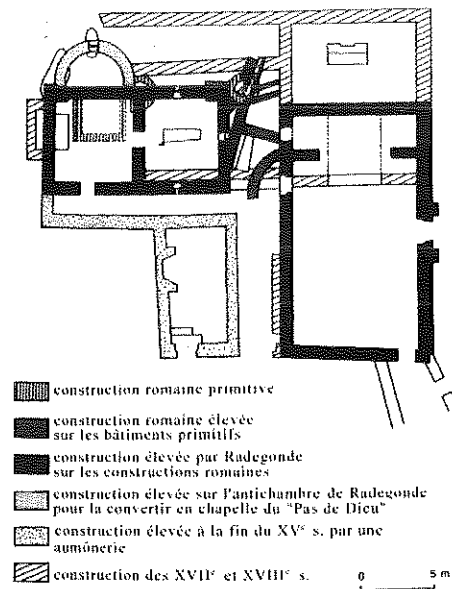 construction romaine primitive
construction romaine élevée
sur les bâtiments primitifs
construction élevée par Radegonde
sur les constructions romaines
construction élevée sur l'antichambre de Radegonde
pour la convertir en chapelle du "Pas de Dieu"
construction élevée à la fin du XVe s. par une
aumônerie
construction des XVIIe et XVIIIe s.
0 5 m